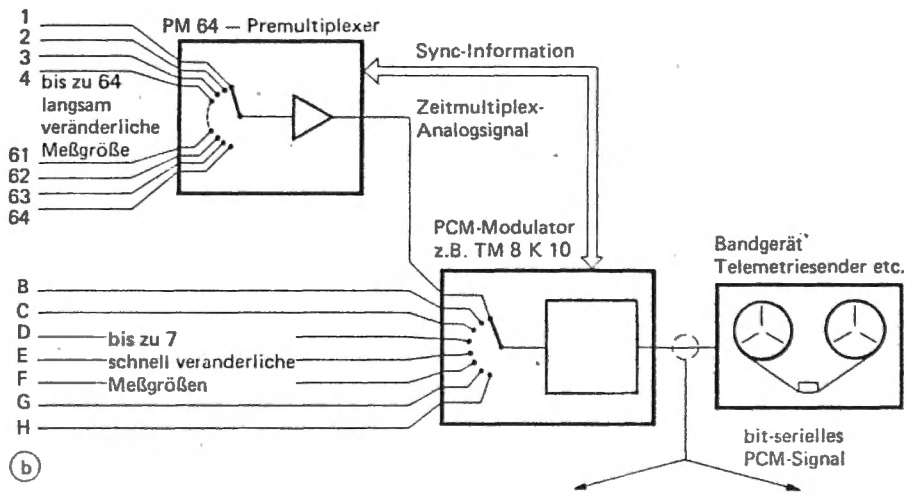 1
2
3
4
PM 64 — Premultiplexer
bis zu 64
langsam
veränderliche
Meßgröße
61
62
63
64
Sync-Information
Zeitmultiplex-
Analogsignal
PCM-Modulator
z.B. TM 8 K 10
Bandgerät
Telemetriesender etc.
B
C
D
E
F
G
H
bis zu 7
schnell veranderliche
Meßgrößen
bit-serielles
PCM-Signal
b